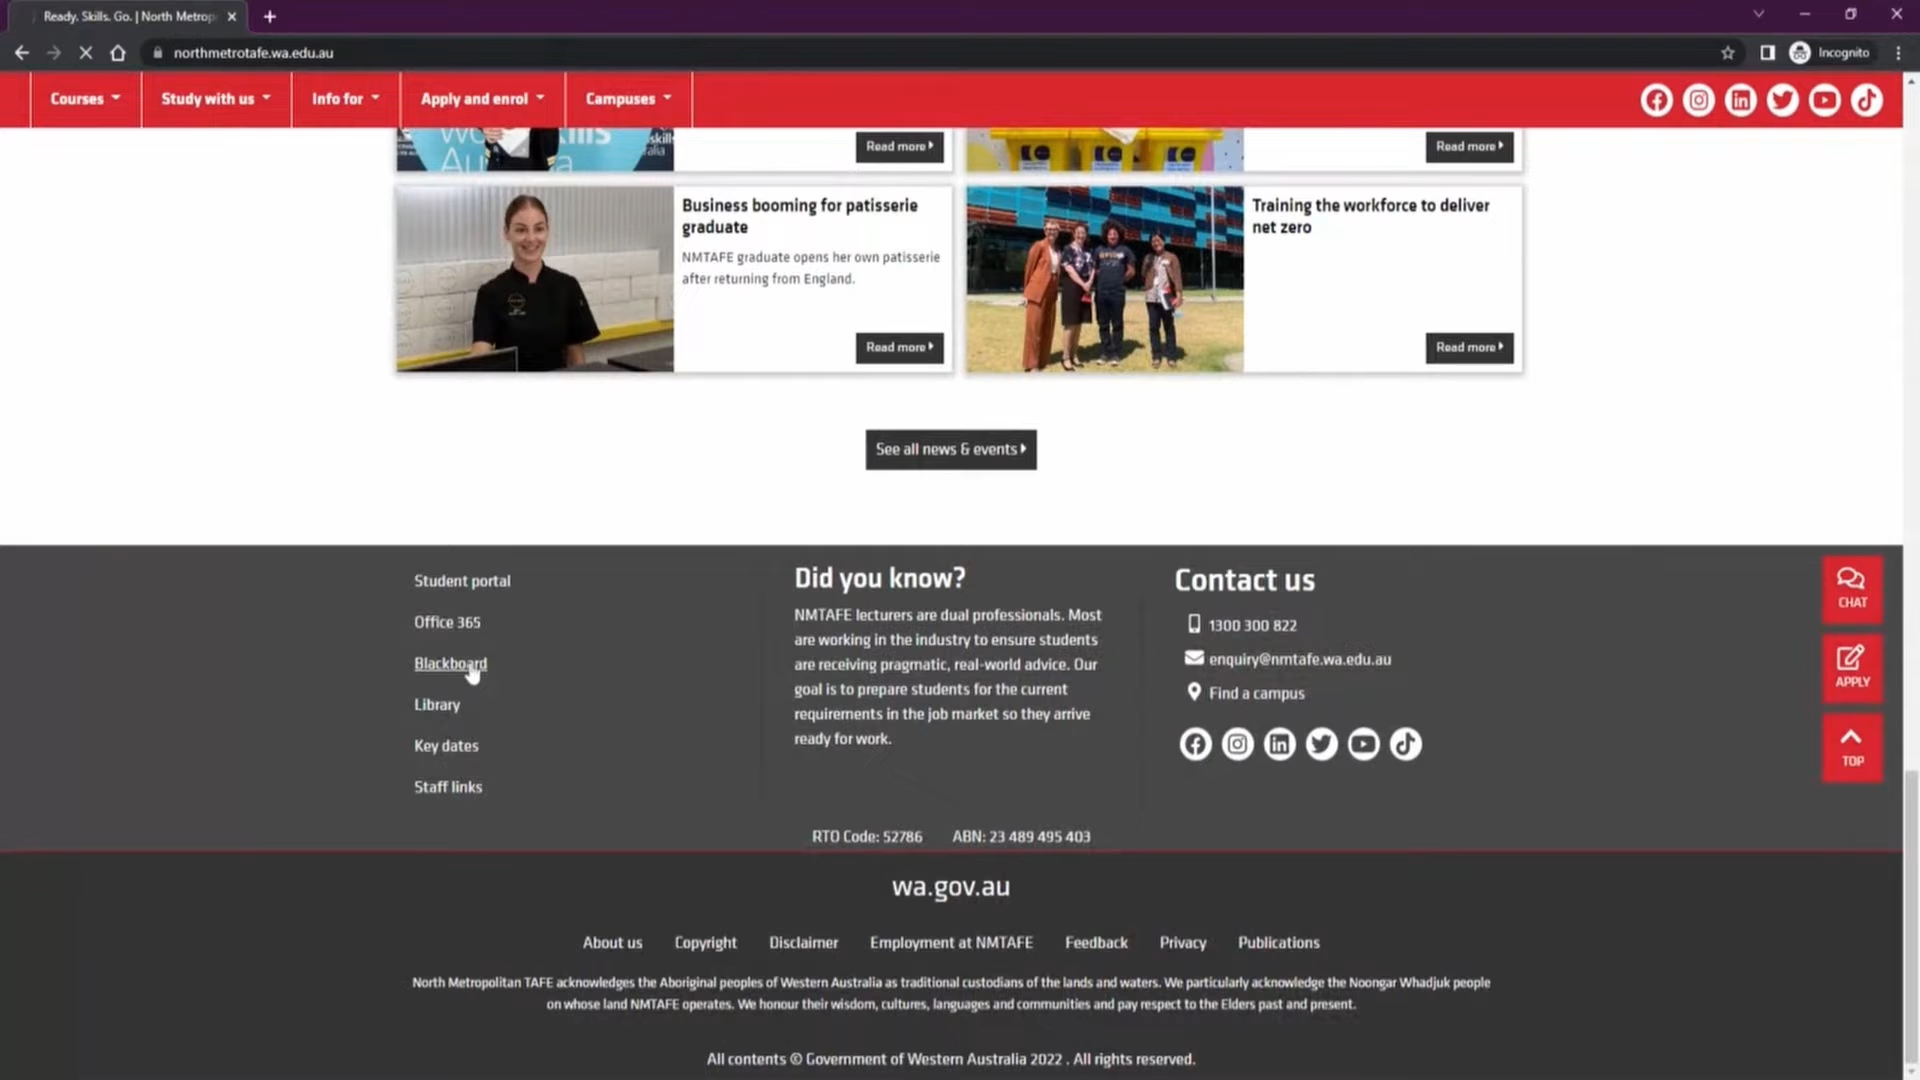 Ready. Skills. Go. | North Metrop
northmetrotafe.wa.edu.au
Incognito
Courses
Study with us
Info for
Apply and enrol
Campuses
Read more
Read more
Business booming for patisserie
graduate
NMTAFE graduate opens her own patisserie
after returning from England.
Read more
Training the workforce to deliver
net zero
Read more
See all news & events
Student portal
Office 365
Blackboard
Library
Key dates
Staff links
Did you know?
NMTAFE lecturers are dual professionals. Most
are working in the industry to ensure students
are receiving pragmatic, real-world advice. Our
goal is to prepare students for the current
requirements in the job market so they arrive
ready for work.
Contact us
1300 300 822
enquiry@nmtafe.wa.edu.au
Find a campus
CHAT
APPLY
TOP
RTO Code: 52786 ABN: 23 489 495 403
wa.gov.au
About us Copyright Disclaimer Employment at NMTAFE Feedback Privacy Publications
North Metropolitan TAFE acknowledges the Aboriginal peoples of Western Australia as traditional custodians of the lands and waters. We particularly acknowledge the Noongar Whadjuk people
on whose land NMTAFE operates. We honour their wisdom, cultures, languages and communities and pay respect to the Elders past and present.
All contents © Government of Western Australia 2022 . All rights reserved.